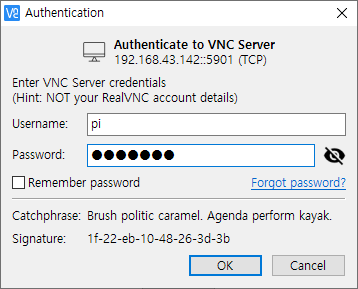 Authentication
Authenticate to VNC Server
192.168.43.142::5901 (TCP)
Enter VNC Server credentials
(Hint: NOT your RealVNC account details)
Username: pi
Password: ●●●●●●●
Remember password Forgot password?
Catchphrase: Brush politic caramel. Agenda perform kayak.
Signature: 1f-22-eb-10-48-26-3d-3b
OK Cancel